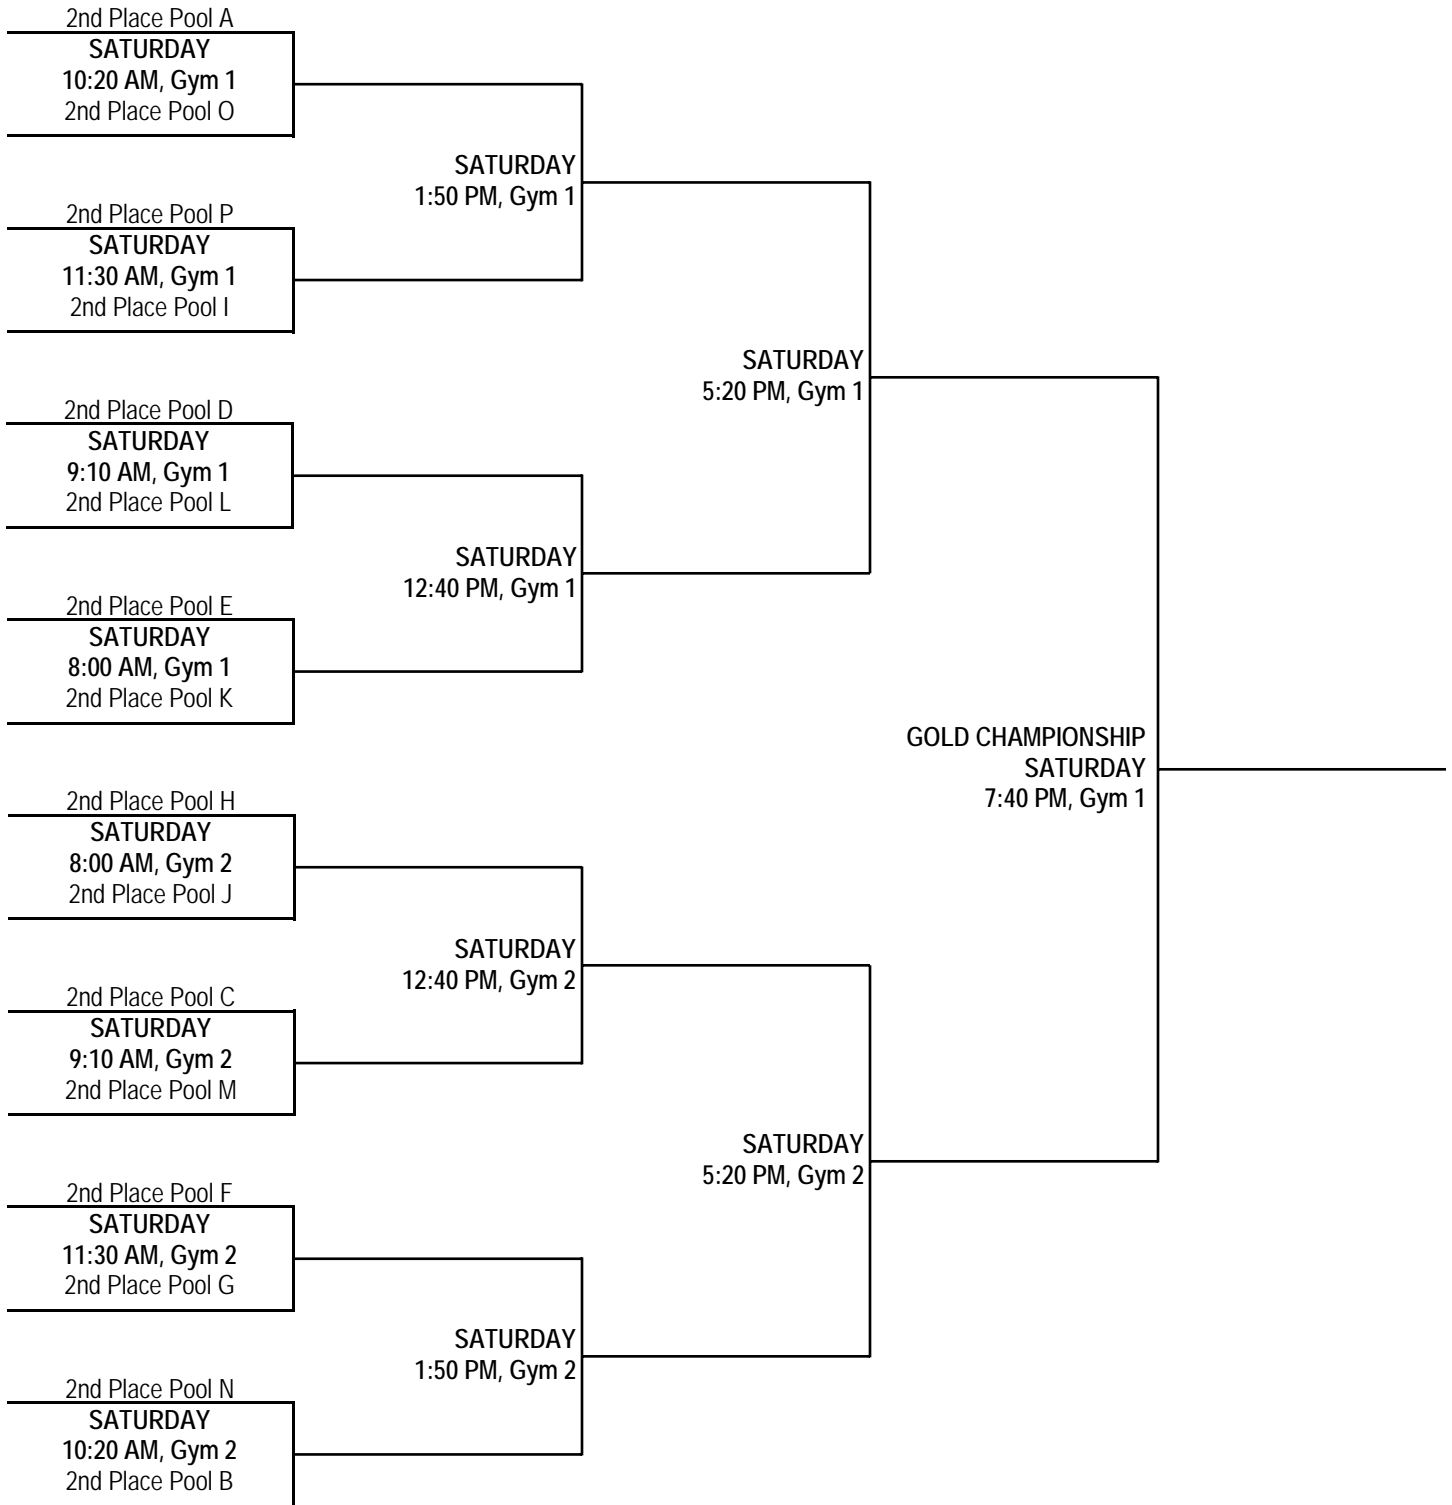 2nd Place Pool A
SATURDAY
10:20 AM, Gym 1
2nd Place Pool O
SATURDAY
1:50 PM, Gym 1
2nd Place Pool P
SATURDAY
11:30 AM, Gym 1
2nd Place Pool I
SATURDAY
5:20 PM, Gym 1
2nd Place Pool D
SATURDAY
9:10 AM, Gym 1
2nd Place Pool L
SATURDAY
12:40 PM, Gym 1
2nd Place Pool E
SATURDAY
8:00 AM, Gym 1
2nd Place Pool K
GOLD CHAMPIONSHIP
SATURDAY
7:40 PM, Gym 1
2nd Place Pool H
SATURDAY
8:00 AM, Gym 2
2nd Place Pool J
SATURDAY
12:40 PM, Gym 2
2nd Place Pool C
SATURDAY
9:10 AM, Gym 2
2nd Place Pool M
SATURDAY
5:20 PM, Gym 2
2nd Place Pool F
SATURDAY
11:30 AM, Gym 2
2nd Place Pool G
SATURDAY
1:50 PM, Gym 2
2nd Place Pool N
SATURDAY
10:20 AM, Gym 2
2nd Place Pool B